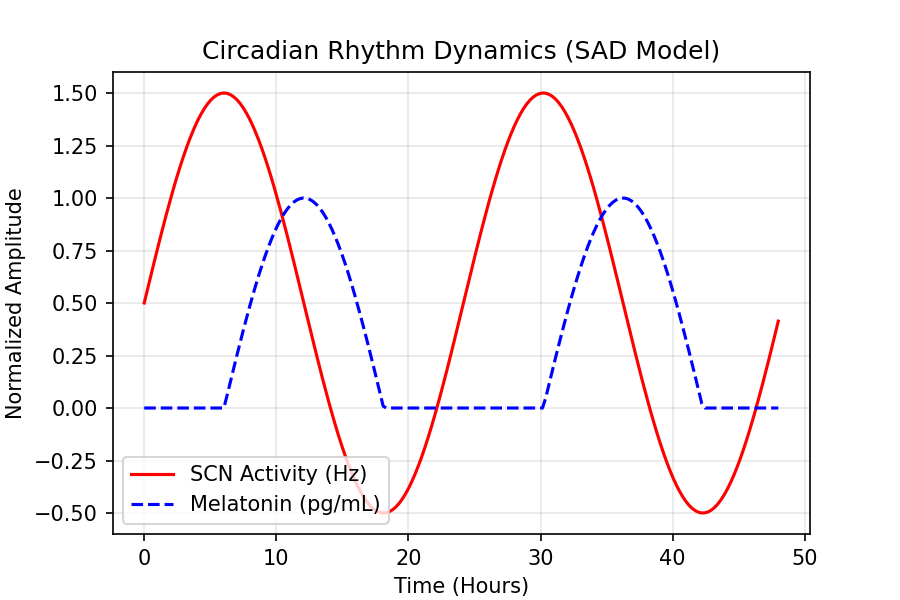 Circadian Rhythm Dynamics (SAD Model)
Normalized Amplitude
1.50
1.25
1.00
0.75
0.50
0.25
0.00
−0.25
−0.50
SCN Activity (Hz)
Melatonin (pg/mL)
0 10 20 30 40 50
Time (Hours)